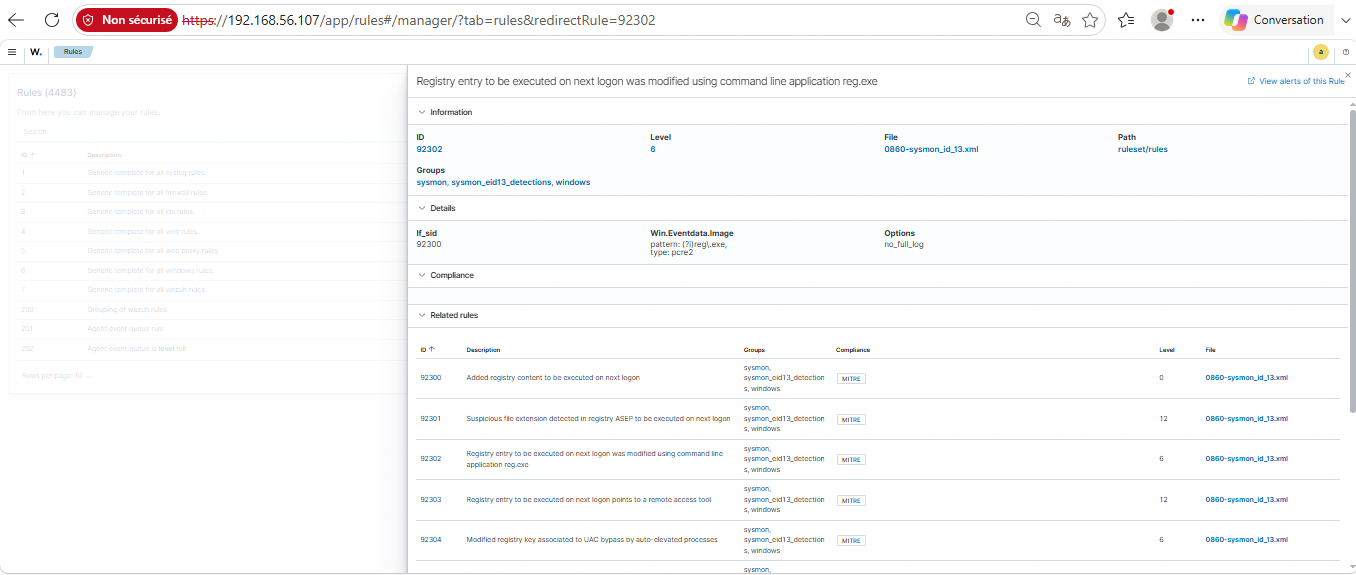 Non sécurisé https://192.168.56.107/app/rules#/manager/?tab=rules&redirectRule=92302 Conversation
W. Rules a
Rules (4483)
From here you can manage your rules.
Search
ID Description
1 Generic template for all syslog rules.
2 Generic template for all firewall rules.
3 Generic template for all ids rules.
4 Generic template for all web rules.
5 Generic template for all web proxy rules.
6 Generic template for all windows rules.
7 Generic template for all wazuh rules.
200 Grouping of wazuh rules.
201 Agent event queue rule
202 Agent event queue is level full.
Rows per page: 10
Registry entry to be executed on next logon was modified using command line application reg.exe
View alerts of this Rule
Information
ID Level File Path
92302 6 0860-sysmon_id_13.xml ruleset/rules
Groups
sysmon, sysmon_eid13_detections, windows
Details
If_sid Win.Eventdata.Image Options
92300 pattern: (?i)reg\.exe, no_full_log
type: pcre2
Compliance
Related rules
ID Description Groups Compliance Level File
92300 Added registry content to be executed on next logon sysmon, sysmon_eid13_detections, windows MITRE 0 0860-sysmon_id_13.xml
92301 Suspicious file extension detected in registry ASEP to be executed on next logon sysmon, sysmon_eid13_detections, windows MITRE 12 0860-sysmon_id_13.xml
92302 Registry entry to be executed on next logon was modified using command line application reg.exe sysmon, sysmon_eid13_detections, windows MITRE 6 0860-sysmon_id_13.xml
92303 Registry entry to be executed on next logon points to a remote access tool sysmon, sysmon_eid13_detections, windows MITRE 12 0860-sysmon_id_13.xml
92304 Modified registry key associated to UAC bypass by auto-elevated processes sysmon, sysmon_eid13_detections, windows MITRE 6 0860-sysmon_id_13.xml
sysmon,